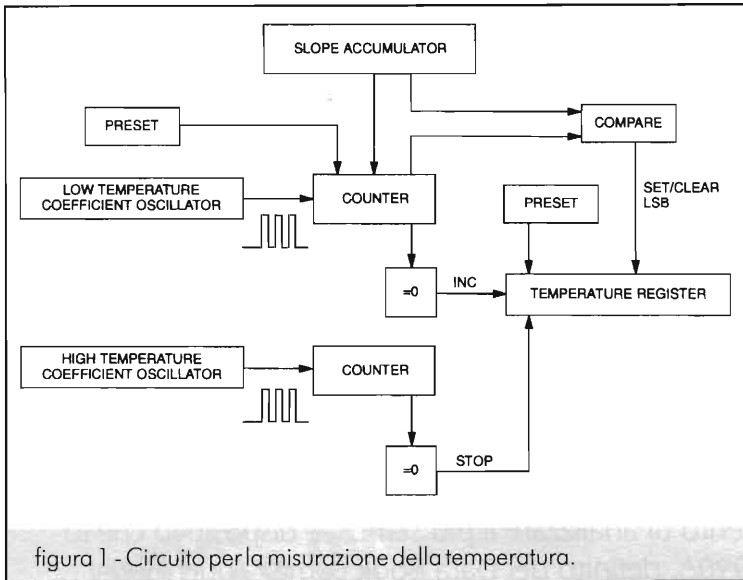 SLOPE ACCUMULATOR
PRESET
COMPARE
LOW TEMPERATURE
COEFFICIENT OSCILLATOR
COUNTER
SET/CLEAR
LSB
PRESET
=0
INC
TEMPERATURE REGISTER
HIGH TEMPERATURE
COEFFICIENT OSCILLATOR
COUNTER
=0
STOP
figura 1 - Circuito per la misurazione della temperatura.